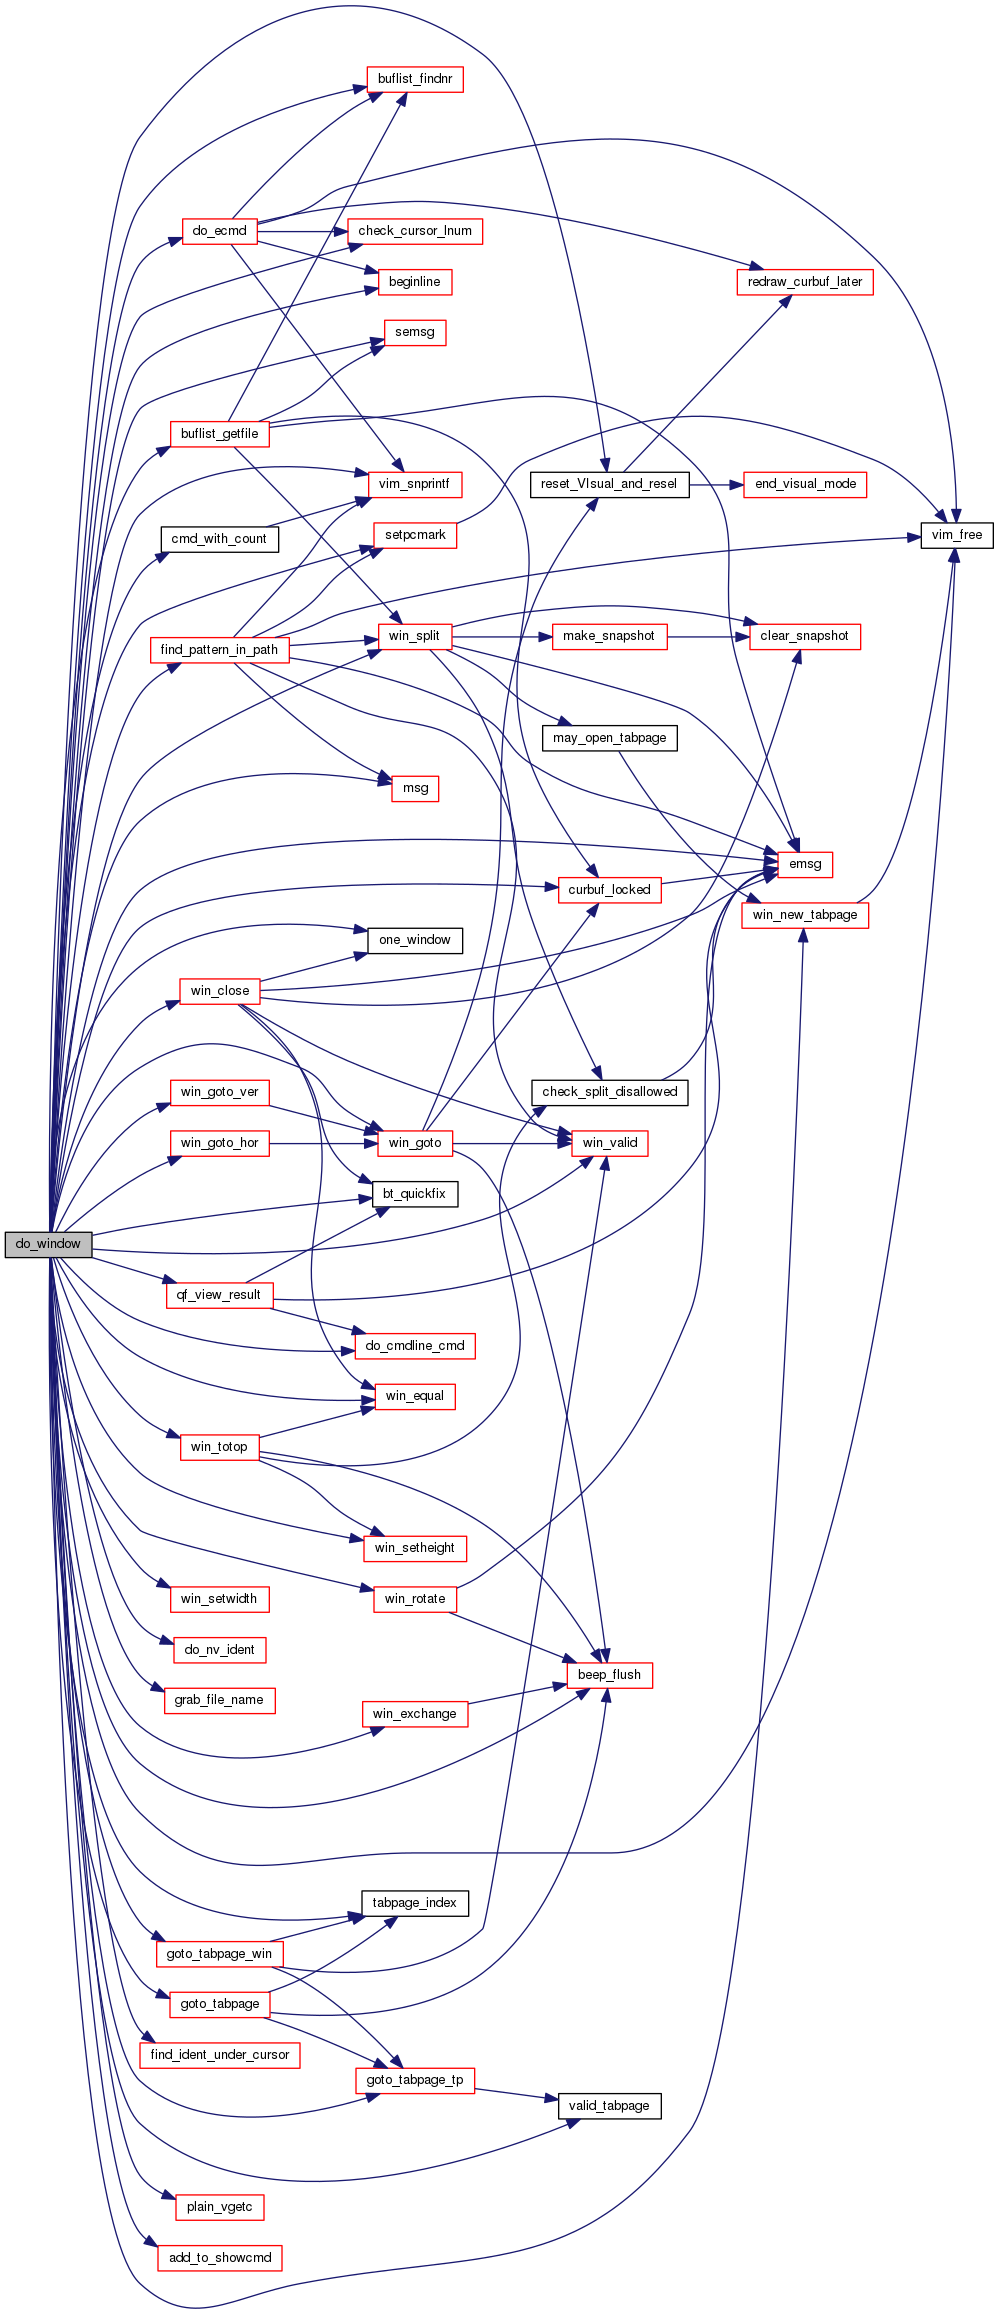 buflist_findnr
do_ecmd
check_cursor_lnum
beginline
redraw_curbuf_later
semsg
buflist_getfile
vim_snprintf
reset_VIsual_and_resel
end_visual_mode
cmd_with_count
setpcmark
vim_free
find_pattern_in_path
win_split
make_snapshot
clear_snapshot
may_open_tabpage
msg
emsg
curbuf_locked
win_new_tabpage
one_window
win_close
win_goto_ver
check_split_disallowed
win_goto_hor
win_goto
win_valid
bt_quickfix
do_window
qf_view_result
do_cmdline_cmd
win_equal
win_totop
win_setheight
win_setwidth
win_rotate
do_nv_ident
beep_flush
grab_file_name
win_exchange
tabpage_index
goto_tabpage_win
goto_tabpage
find_ident_under_cursor
goto_tabpage_tp
valid_tabpage
plain_vgetc
add_to_showcmd